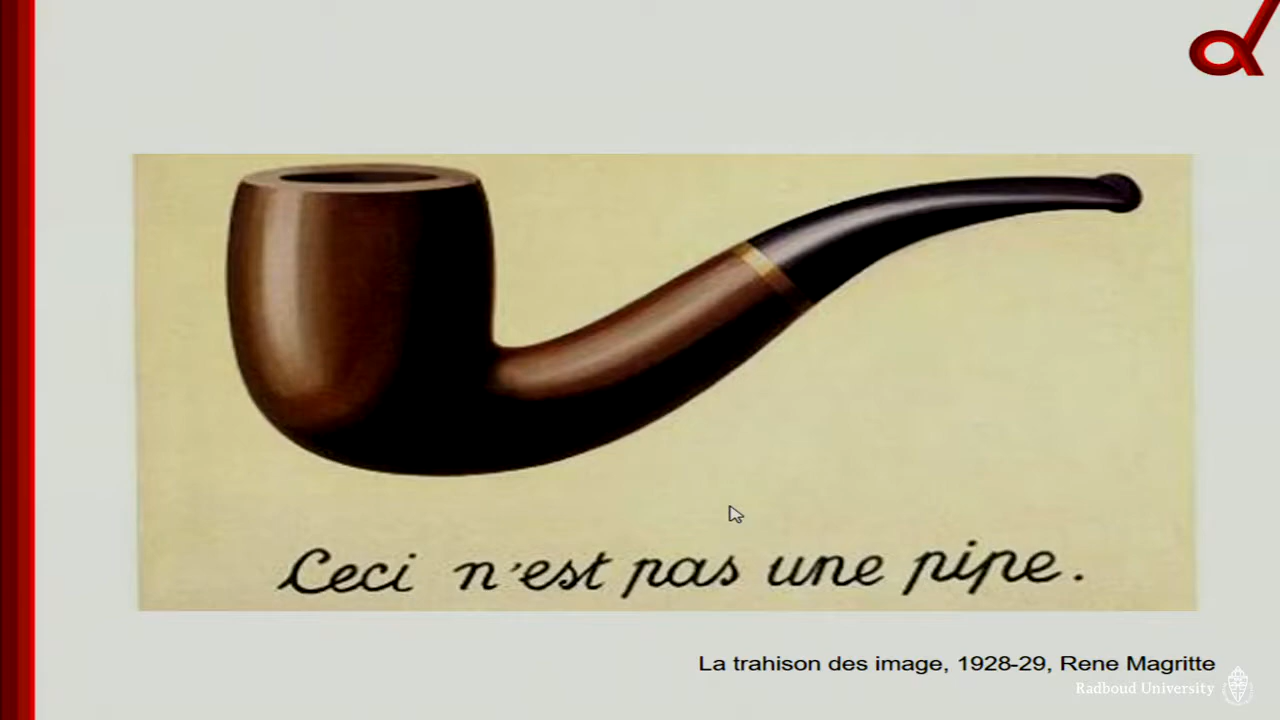 Ceci n'est pas une pipe.
La trahison des image, 1928-29, Rene Magritte
Radboud University